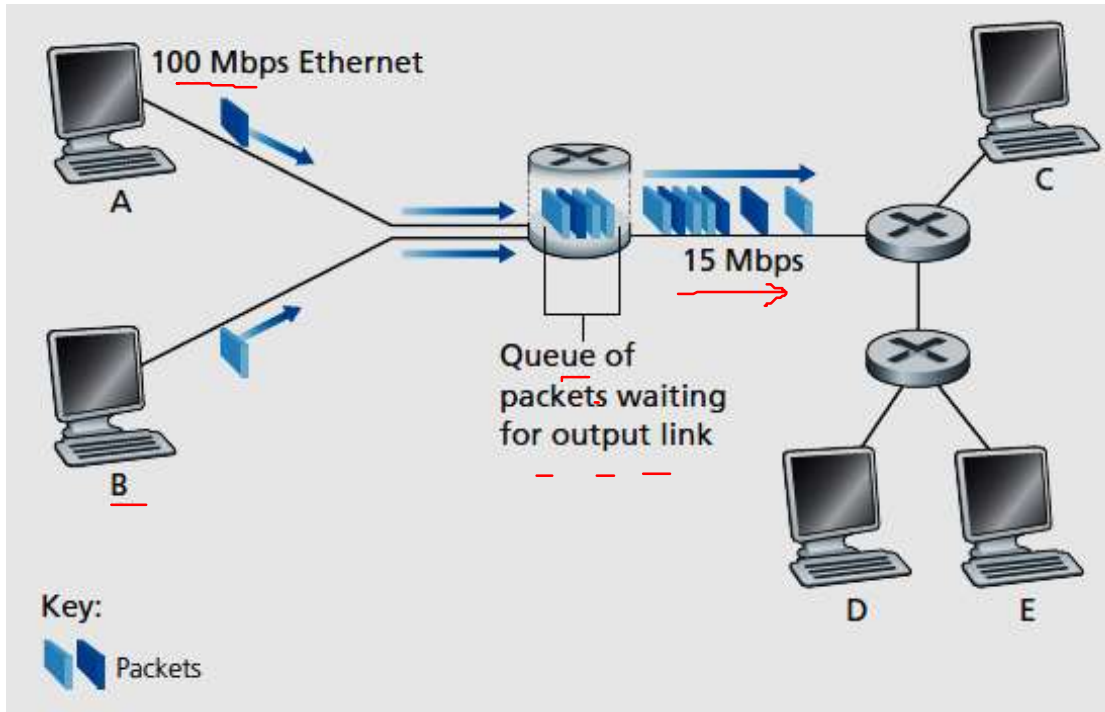 100 Mbps Ethernet
A
C
15 Mbps
Queue of
packets waiting
for output link
B
D
E
Key:
Packets